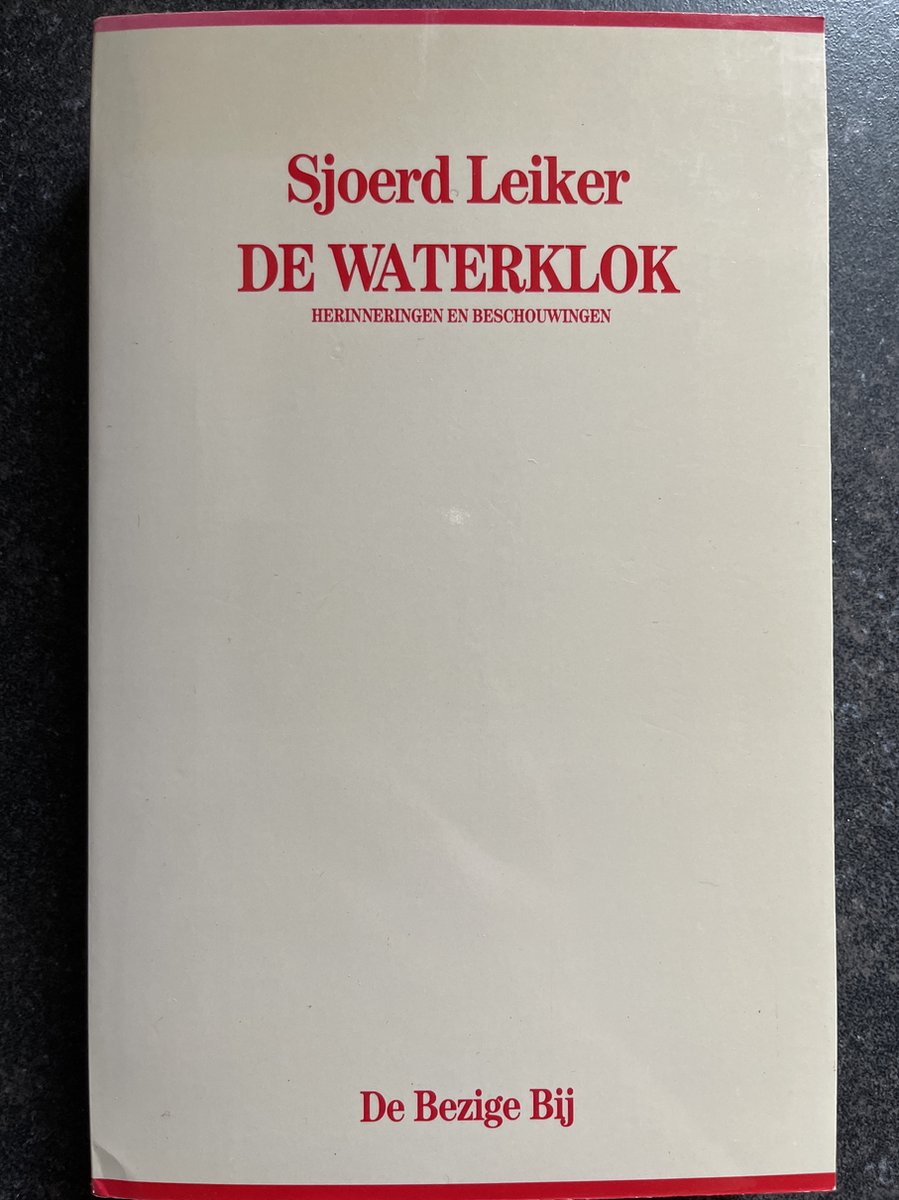 Sjoerd Leiker
DE WATERKLOK
HERINNERINGEN EN BESCHOUWINGEN
De Bezige Bij